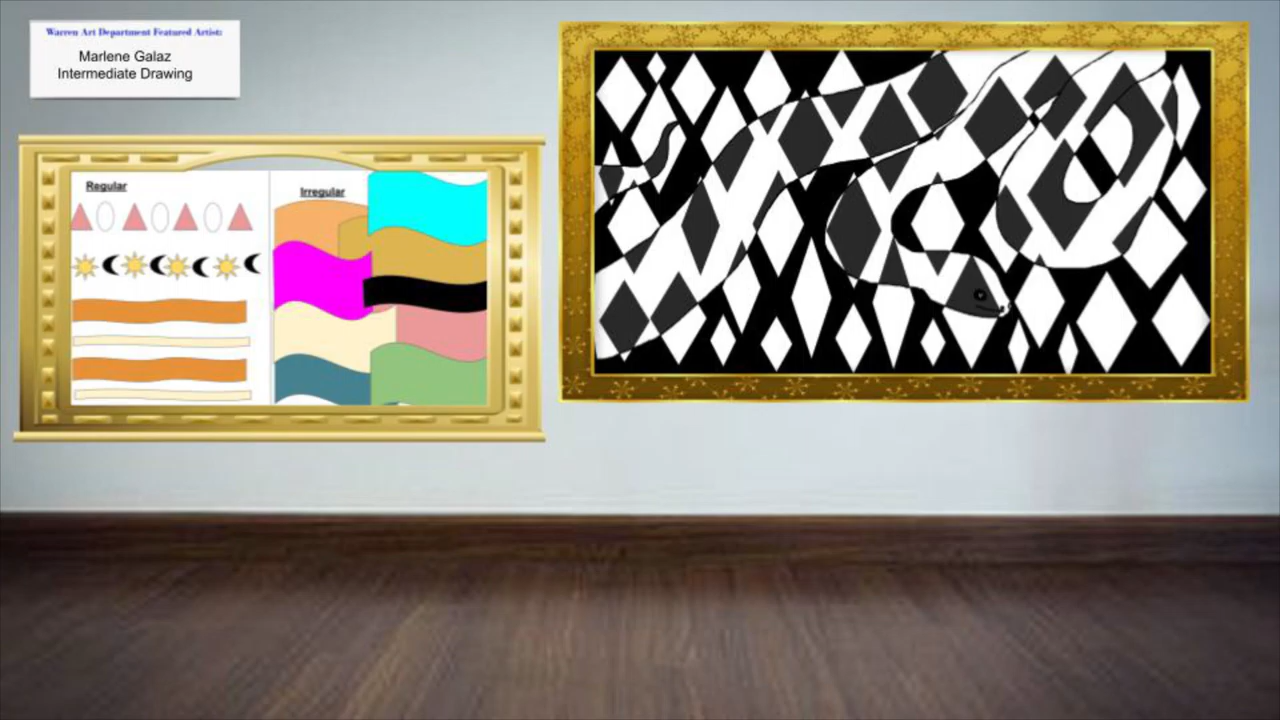 Warren Art Department Featured Artist:
Marlene Galaz
Intermediate Drawing
Regular
Irregular